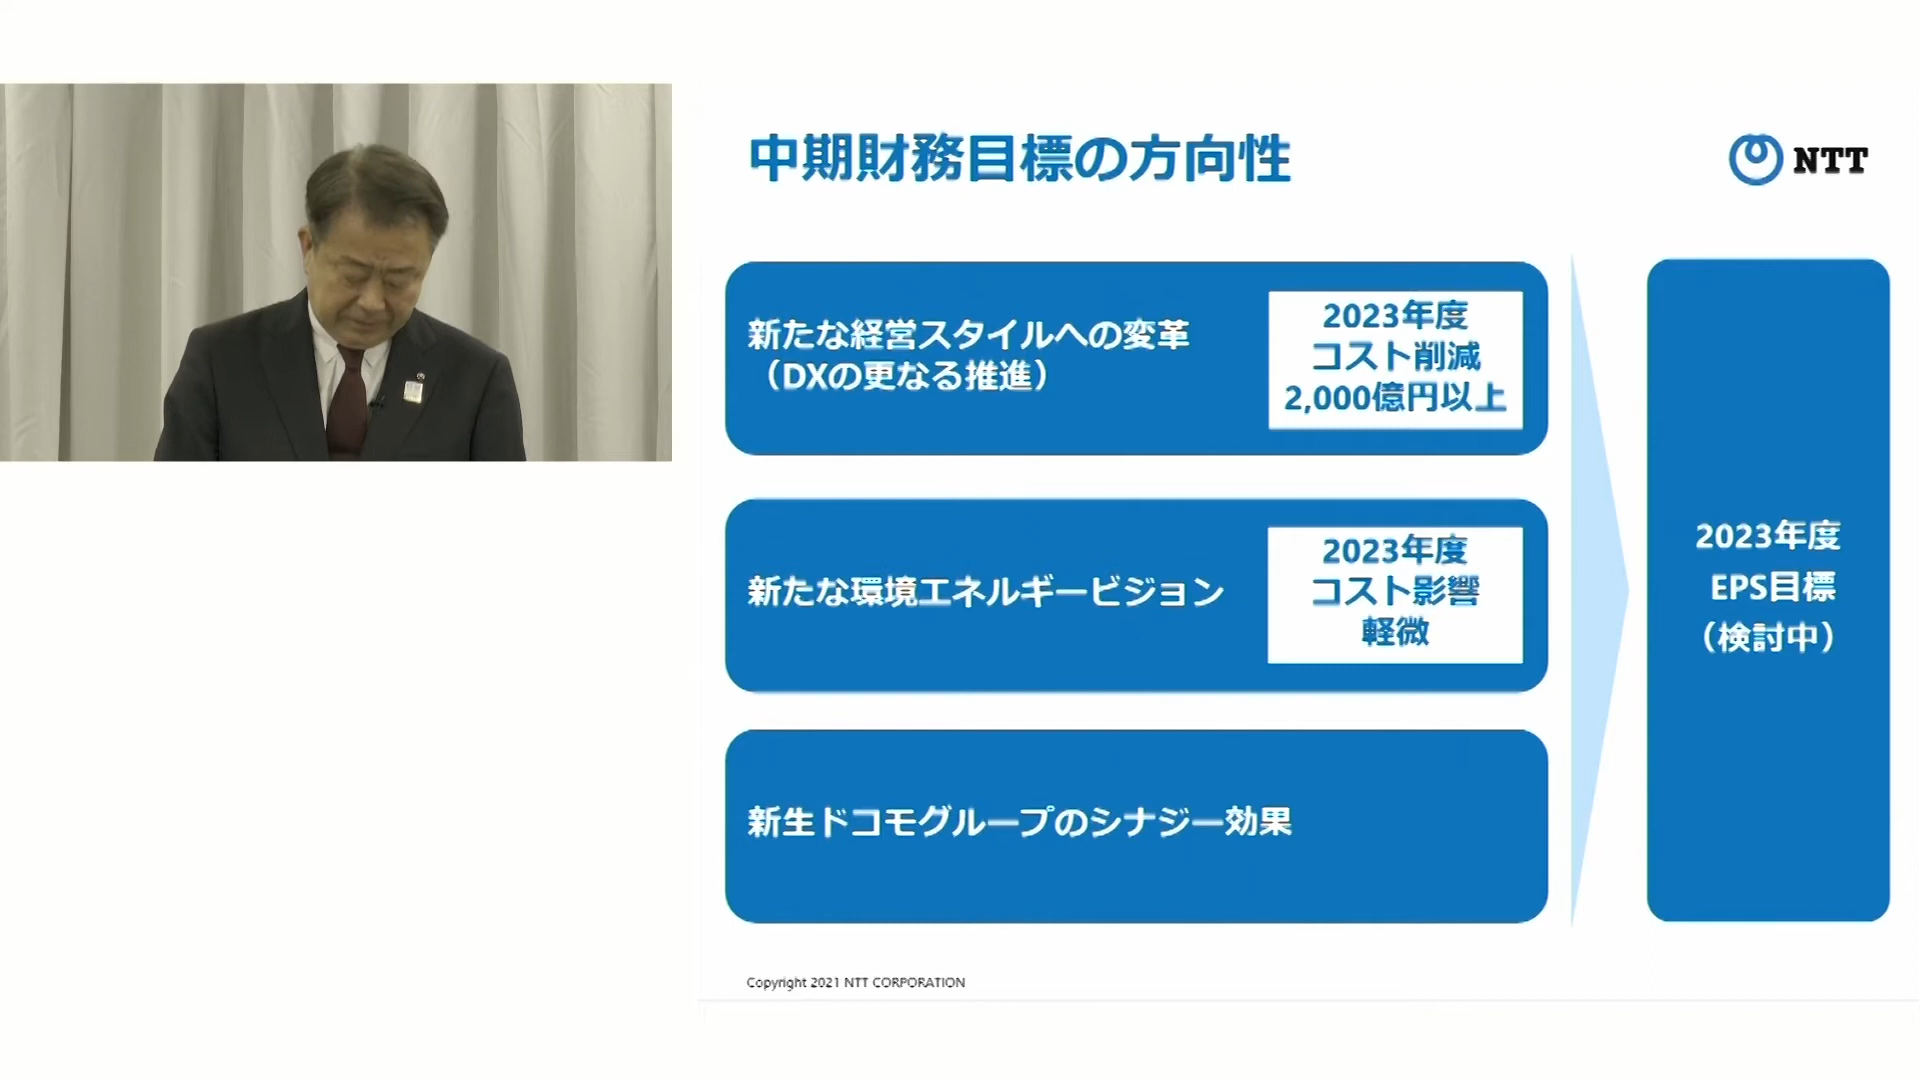 中期財務目標の方向性
NTT
新たな経営スタイルへの変革
（DXの更なる推進）
2023年度
コスト削減
2,000億円以上
新たな環境エネルギービジョン
2023年度
コスト影響
軽微
新生ドコモグループのシナジー効果
2023年度
EPS目標
（検討中）
Copyright 2021 NTT CORPORATION